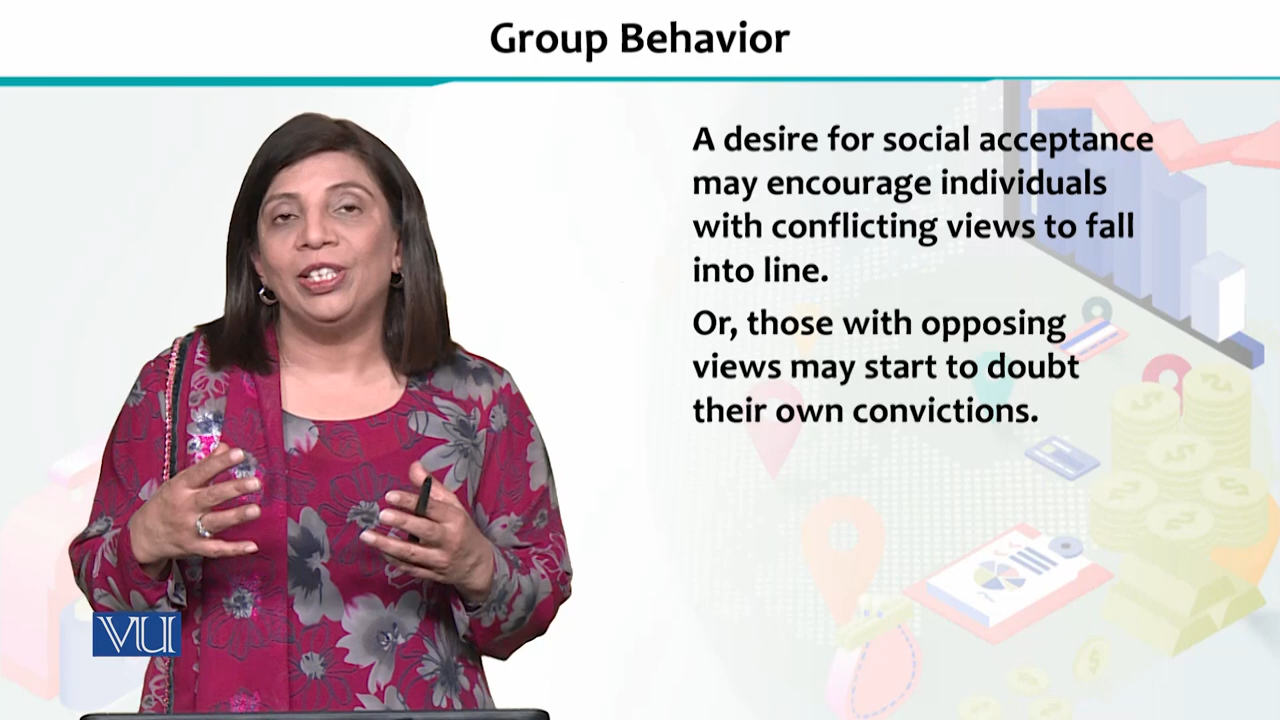 Group Behavior
A desire for social acceptance
may encourage individuals
with conflicting views to fall
into line.
Or, those with opposing
views may start to doubt
their own convictions.
VU